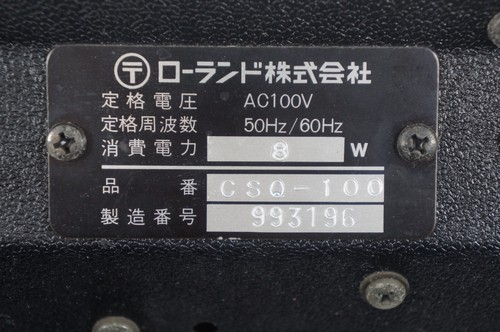 〶 ローランド株式会社
定格電圧 AC100V
定格周波数 50Hz/60Hz
消費電力 8 W
品番 CSQ-100
製造番号 993196